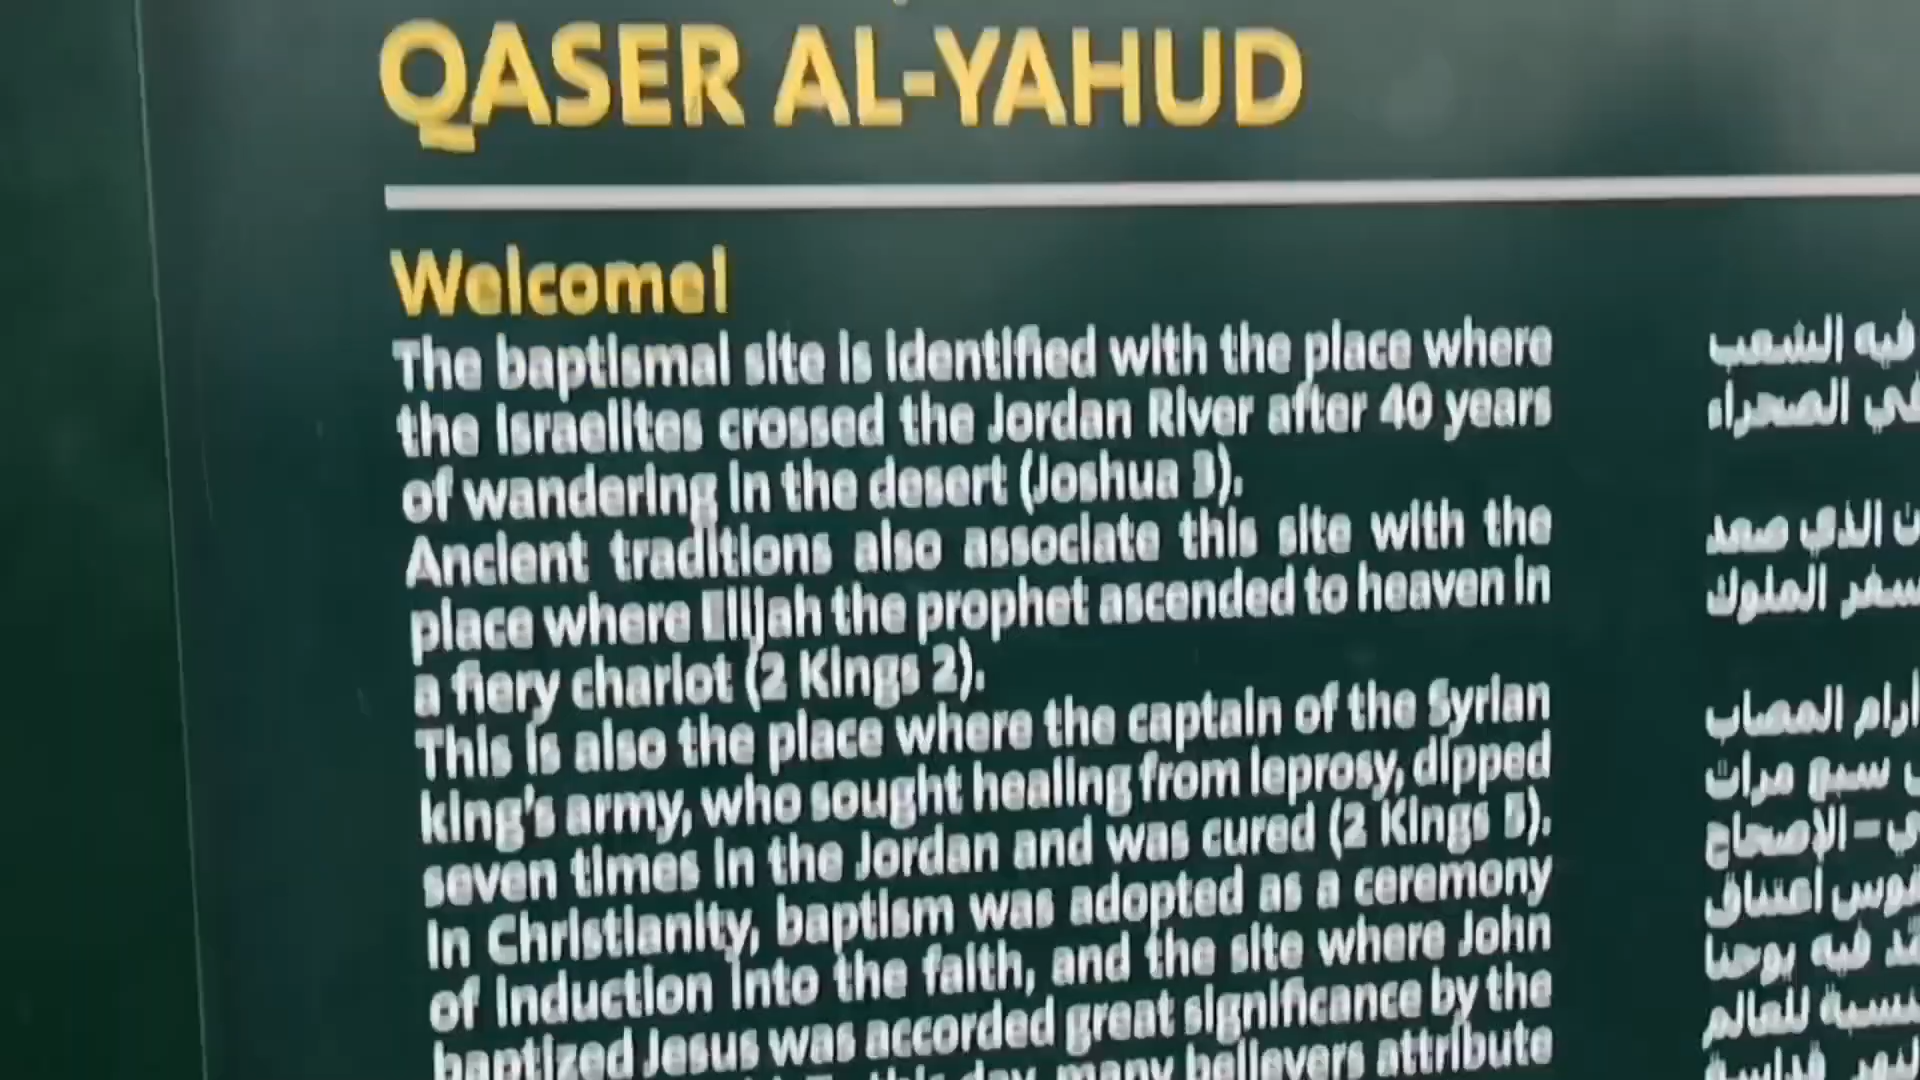 QASER AL-YAHUD
Welcome!
The baptismal site is identified with the place where
the Israelites crossed the Jordan River after 40 years
of wandering in the desert (Joshua 3).
Ancient traditions also associate this site with the
place where Elijah the prophet ascended to heaven in
a fiery chariot (2 Kings 2).
This is also the place where the captain of the Syrian
king's army, who sought healing from leprosy, dipped
seven times in the Jordan and was cured (2 Kings 5).
In Christianity, baptism was adopted as a ceremony
of induction into the faith, and the site where John
baptized Jesus was accorded great significance by the
this day, many believers attribute
فيه الشعب
في الصحراء
الذي صعد
سفر الملوك
آرام المصاب
سبع مرات
الإصحاح
اعتناق
فيه يوحنا
للعالم